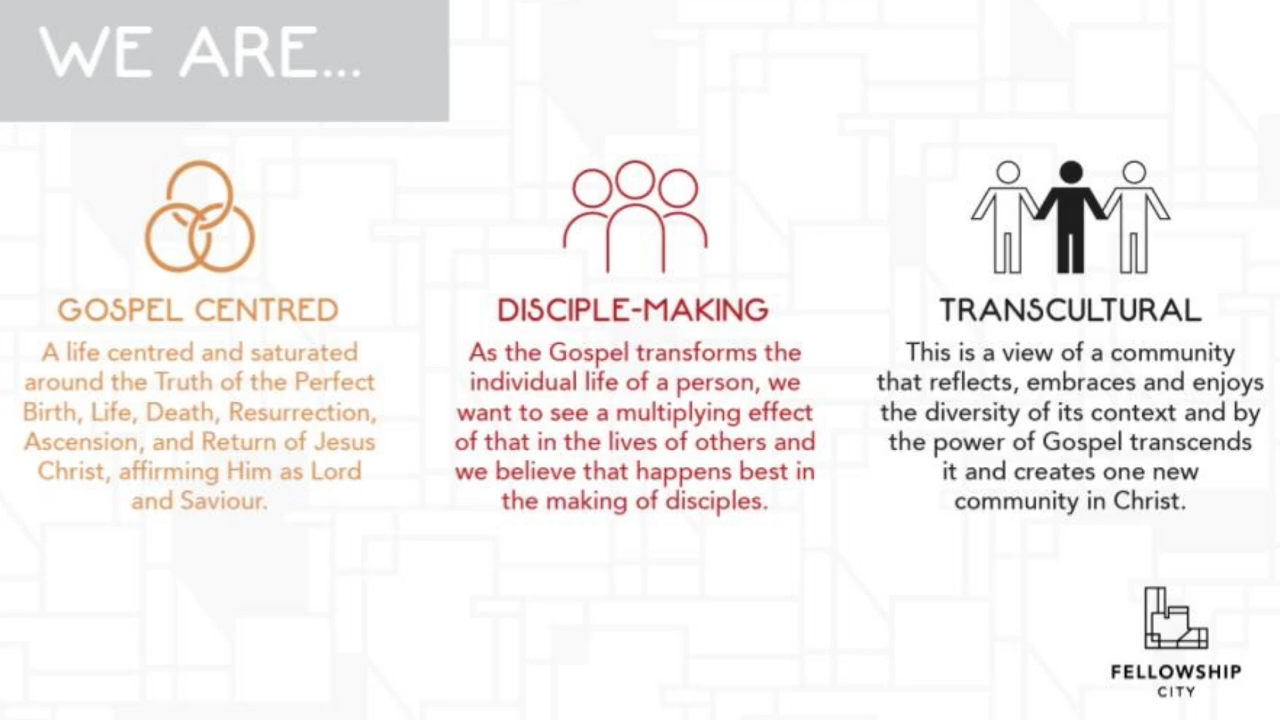 WE ARE...
GOSPEL CENTRED
A life centred and saturated
around the Truth of the Perfect
Birth, Life, Death, Resurrection,
Ascension, and Return of Jesus
Christ, affirming Him as Lord
and Saviour.
DISCIPLE-MAKING
As the Gospel transforms the
individual life of a person, we
want to see a multiplying effect
of that in the lives of others and
we believe that happens best in
the making of disciples.
TRANSCULTURAL
This is a view of a community
that reflects, embraces and enjoys
the diversity of its context and by
the power of Gospel transcends
it and creates one new
community in Christ.
FELLOWSHIP
CITY